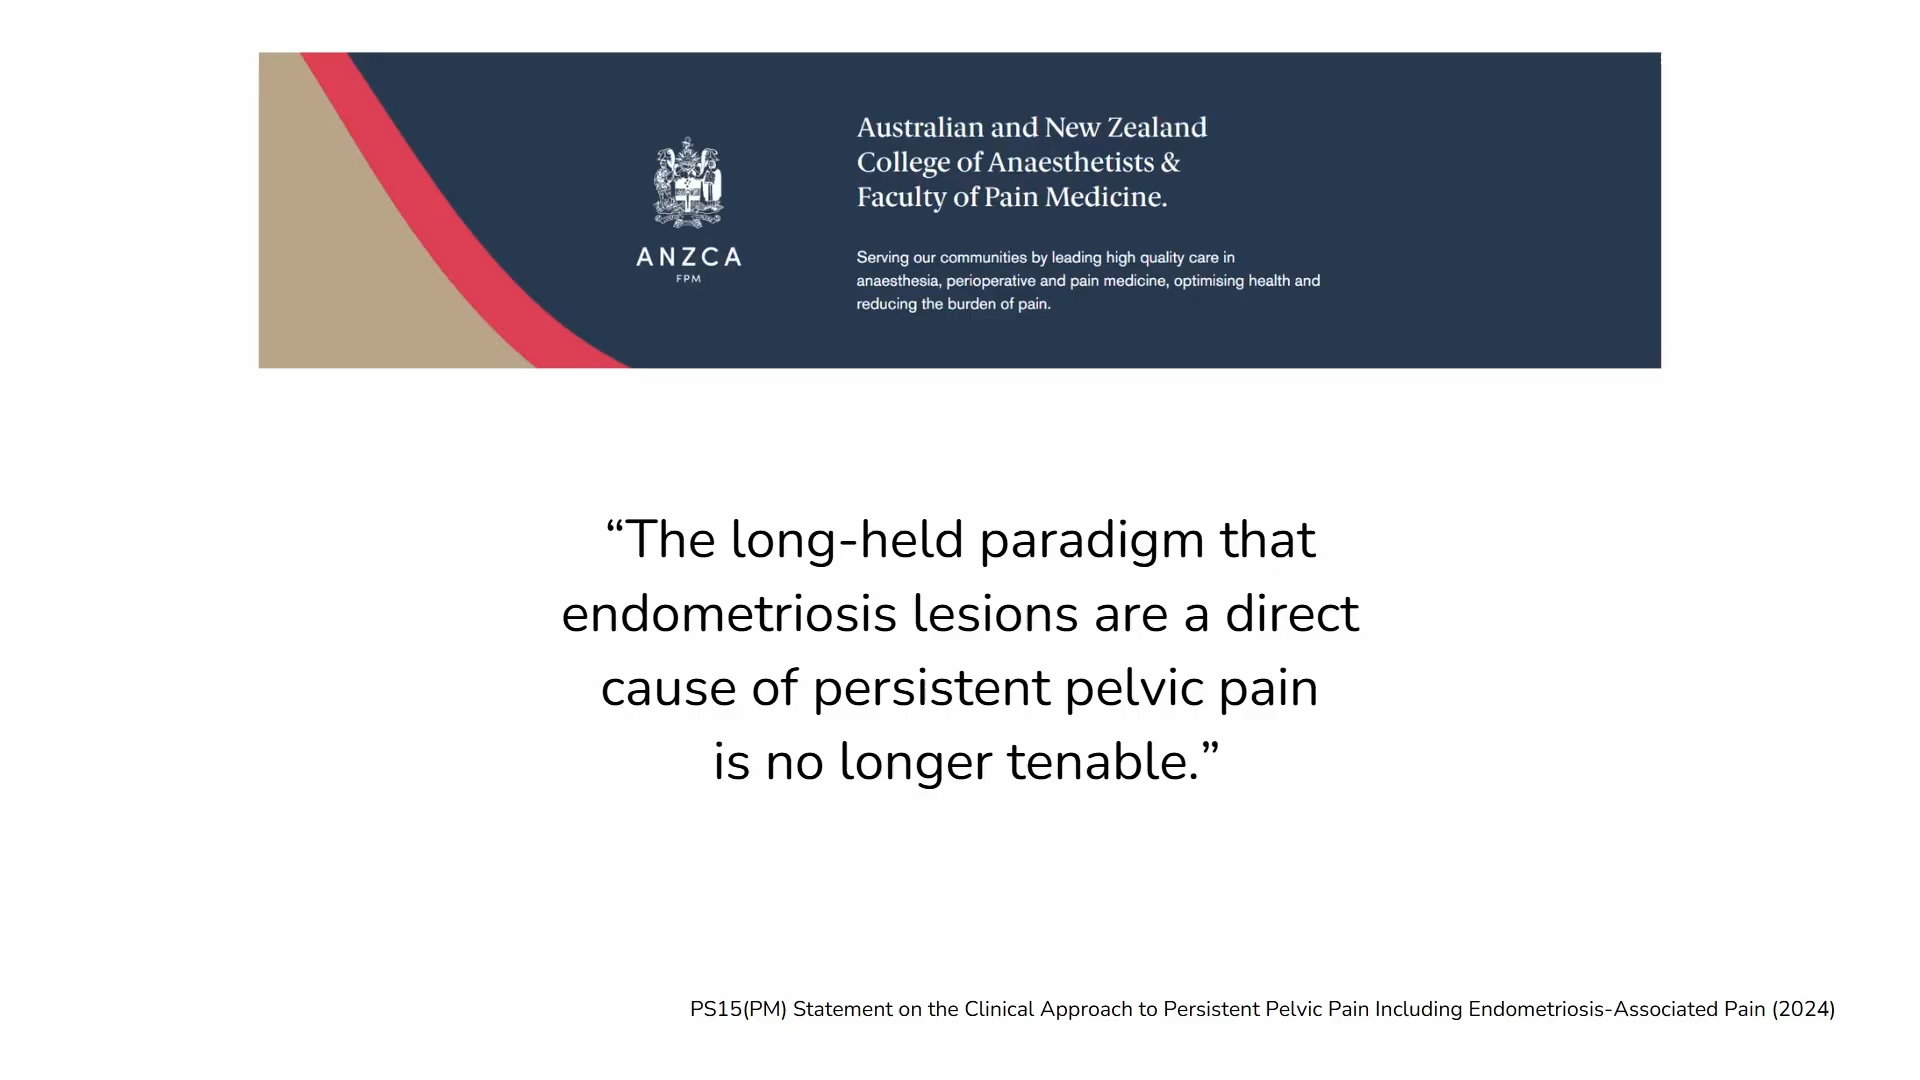 Australian and New Zealand
College of Anaesthetists &
Faculty of Pain Medicine.
ANZCA
FPM
Serving our communities by leading high quality care in
anaesthesia, perioperative and pain medicine, optimising health and
reducing the burden of pain.
“The long-held paradigm that
endometriosis lesions are a direct
cause of persistent pelvic pain
is no longer tenable.”
PS15(PM) Statement on the Clinical Approach to Persistent Pelvic Pain Including Endometriosis-Associated Pain (2024)